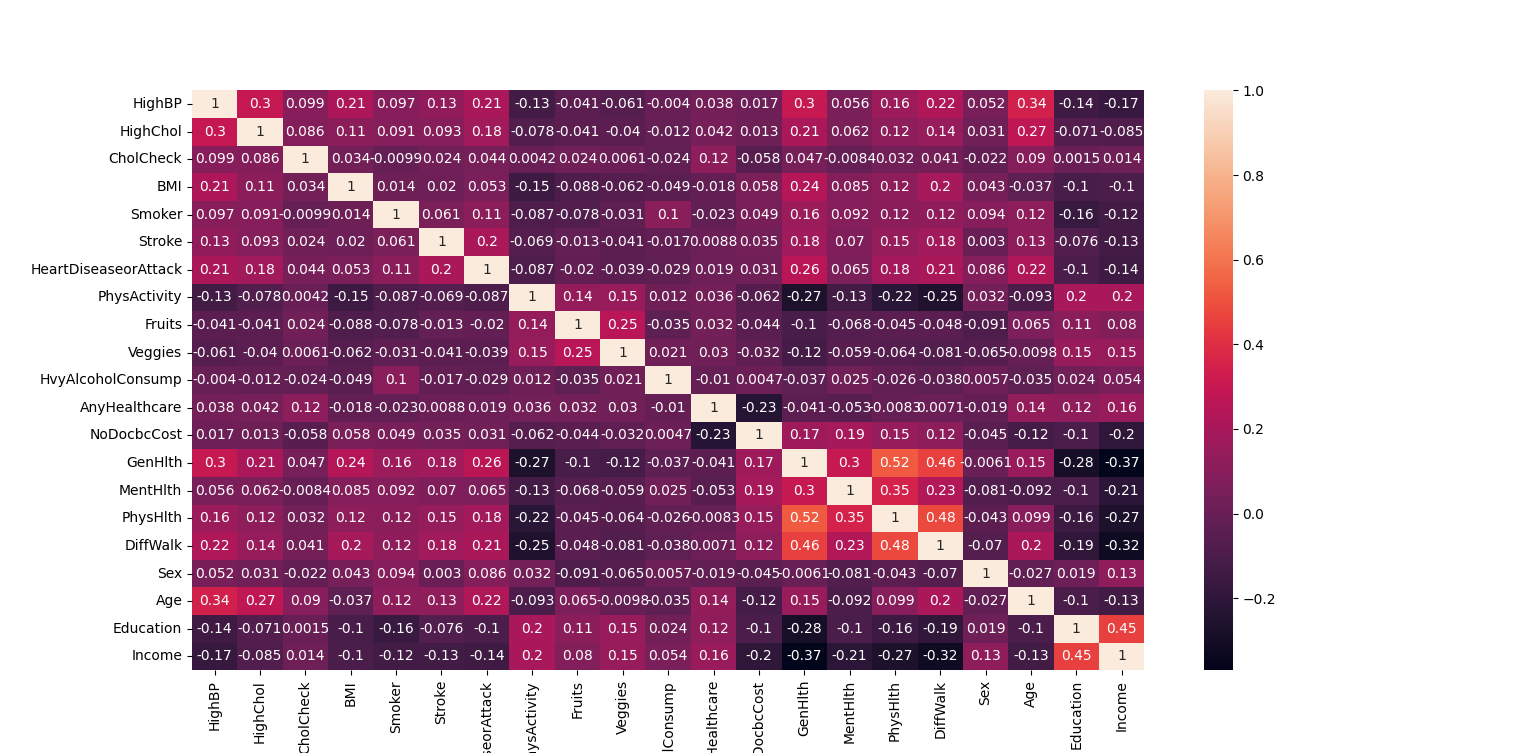 HighBP 1 0.3 0.099 0.21 0.097 0.13 0.21 -0.13 -0.041 -0.061 -0.004 0.038 0.017 0.3 0.056 0.16 0.22 0.052 0.34 -0.14 -0.17 1.0
HighChol 0.3 1 0.086 0.11 0.091 0.093 0.18 -0.078 -0.041 -0.04 -0.012 0.042 0.013 0.21 0.062 0.12 0.14 0.031 0.27 -0.071 -0.085
CholCheck 0.099 0.086 1 0.034 -0.0099 0.024 0.044 0.0042 0.024 0.0061 -0.024 0.12 -0.058 0.047 -0.0084 0.032 0.041 -0.022 0.09 0.0015 0.014
BMI 0.21 0.11 0.034 1 0.014 0.02 0.053 -0.15 -0.088 -0.062 -0.049 -0.018 0.058 0.24 0.085 0.12 0.2 0.043 -0.037 -0.1 -0.1 0.8
Smoker 0.097 0.091 -0.0099 0.014 1 0.061 0.11 -0.087 -0.078 -0.031 0.1 -0.023 0.049 0.16 0.092 0.12 0.12 0.094 0.12 -0.16 -0.12
Stroke 0.13 0.093 0.024 0.02 0.061 1 0.2 -0.069 -0.013 -0.041 -0.017 0.0088 0.035 0.18 0.07 0.15 0.18 0.003 0.13 -0.076 -0.13
HeartDiseaseorAttack 0.21 0.18 0.044 0.053 0.11 0.2 1 -0.087 -0.02 -0.039 -0.029 0.019 0.031 0.26 0.065 0.18 0.21 0.086 0.22 -0.1 -0.14 0.6
PhysActivity -0.13 -0.078 0.0042 -0.15 -0.087 -0.069 -0.087 1 0.14 0.15 0.012 0.036 -0.062 -0.27 -0.13 -0.22 -0.25 0.032 -0.093 0.2 0.2
Fruits -0.041 -0.041 0.024 -0.088 -0.078 -0.013 -0.02 0.14 1 0.25 -0.035 0.032 -0.044 -0.1 -0.068 -0.045 -0.048 -0.091 0.065 0.11 0.08
Veggies -0.061 -0.04 0.0061 -0.062 -0.031 -0.041 -0.039 0.15 0.25 1 0.021 0.03 -0.032 -0.12 -0.059 -0.064 -0.081 -0.065 -0.0098 0.15 0.15 0.4
HvyAlcoholConsump -0.004 -0.012 -0.024 -0.049 0.1 -0.017 -0.029 0.012 -0.035 0.021 1 -0.01 0.0047 -0.037 0.025 -0.026 -0.038 0.0057 -0.035 0.024 0.054
AnyHealthcare 0.038 0.042 0.12 -0.018 -0.023 0.0088 0.019 0.036 0.032 0.03 -0.01 1 -0.23 -0.041 -0.053 -0.0083 0.0071 -0.019 0.14 0.12 0.16
NoDocbcCost 0.017 0.013 -0.058 0.058 0.049 0.035 0.031 -0.062 -0.044 -0.032 0.0047 -0.23 1 0.17 0.19 0.15 0.12 -0.045 -0.12 -0.1 -0.2 0.2
GenHlth 0.3 0.21 0.047 0.24 0.16 0.18 0.26 -0.27 -0.1 -0.12 -0.037 -0.041 0.17 1 0.3 0.52 0.46 -0.0061 0.15 -0.28 -0.37
MentHlth 0.056 0.062 -0.0084 0.085 0.092 0.07 0.065 -0.13 -0.068 -0.059 0.025 -0.053 0.19 0.3 1 0.35 0.23 -0.081 -0.092 -0.1 -0.21
PhysHlth 0.16 0.12 0.032 0.12 0.12 0.15 0.18 -0.22 -0.045 -0.064 -0.026 -0.0083 0.15 0.52 0.35 1 0.48 -0.043 0.099 -0.16 -0.27 0.0
DiffWalk 0.22 0.14 0.041 0.2 0.12 0.18 0.21 -0.25 -0.048 -0.081 -0.038 0.0071 0.12 0.46 0.23 0.48 1 -0.07 0.2 -0.19 -0.32
Sex 0.052 0.031 -0.022 0.043 0.094 0.003 0.086 0.032 -0.091 -0.065 0.0057 -0.019 -0.045 -0.0061 -0.081 -0.043 -0.07 1 -0.027 0.019 0.13
Age 0.34 0.27 0.09 -0.037 0.12 0.13 0.22 -0.093 0.065 -0.0098 -0.035 0.14 -0.12 0.15 -0.092 0.099 0.2 -0.027 1 -0.1 -0.13 −0.2
Education -0.14 -0.071 0.0015 -0.1 -0.16 -0.076 -0.1 0.2 0.11 0.15 0.024 0.12 -0.1 -0.28 -0.1 -0.16 -0.19 0.019 -0.1 1 0.45
Income -0.17 -0.085 0.014 -0.1 -0.12 -0.13 -0.14 0.2 0.08 0.15 0.054 0.16 -0.2 -0.37 -0.21 -0.27 -0.32 0.13 -0.13 0.45 1
HighBP
HighChol
CholCheck
BMI
Smoker
Stroke
seorAttack
ysActivity
Fruits
Veggies
lConsump
Healthcare
DocbcCost
GenHlth
MentHlth
PhysHlth
DiffWalk
Sex
Age
Education
Income